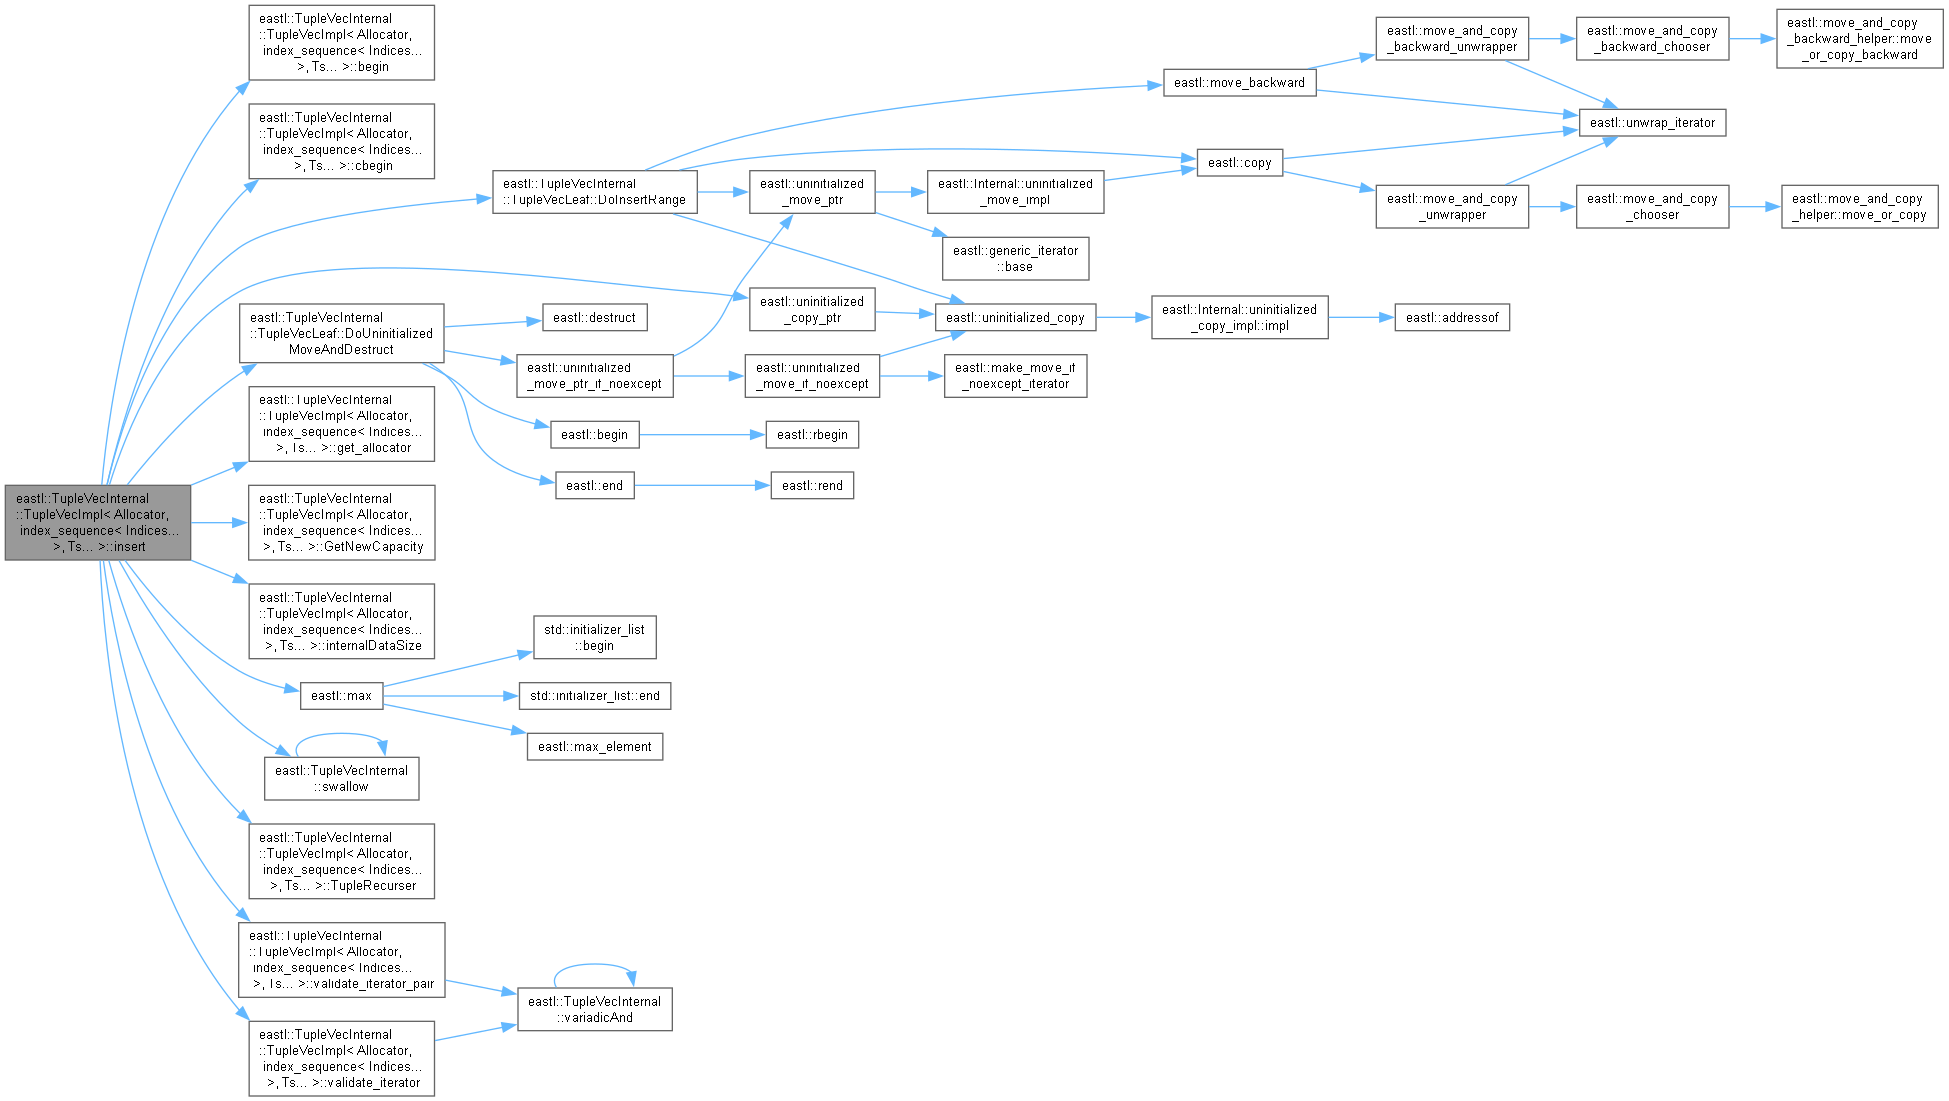 eastl::TupleVecInternal
::TupleVecImpl< Allocator,
index_sequence< Indices...
>, Ts... >::insert
eastl::TupleVecInternal
::TupleVecImpl< Allocator,
index_sequence< Indices...
>, Ts... >::begin
eastl::TupleVecInternal
::TupleVecImpl< Allocator,
index_sequence< Indices...
>, Ts... >::cbegin
eastl::TupleVecInternal
::TupleVecLeaf::DoInsertRange
eastl::move_backward
eastl::move_and_copy
_backward_unwrapper
eastl::move_and_copy
_backward_chooser
eastl::move_and_copy
_backward_helper::move
_or_copy_backward
eastl::unwrap_iterator
eastl::copy
eastl::move_and_copy
_unwrapper
eastl::move_and_copy
_chooser
eastl::move_and_copy
_helper::move_or_copy
eastl::uninitialized
_move_ptr
eastl::Internal::uninitialized
_move_impl
eastl::generic_iterator
::base
eastl::uninitialized
_copy_ptr
eastl::uninitialized_copy
eastl::Internal::uninitialized
_copy_impl::impl
eastl::addressof
eastl::TupleVecInternal
::TupleVecLeaf::DoUninitialized
MoveAndDestruct
eastl::destruct
eastl::uninitialized
_move_ptr_if_noexcept
eastl::uninitialized
_move_if_noexcept
eastl::make_move_if
_noexcept_iterator
eastl::begin
eastl::rbegin
eastl::end
eastl::rend
eastl::TupleVecInternal
::TupleVecImpl< Allocator,
index_sequence< Indices...
>, Ts... >::get_allocator
eastl::TupleVecInternal
::TupleVecImpl< Allocator,
index_sequence< Indices...
>, Ts... >::GetNewCapacity
eastl::TupleVecInternal
::TupleVecImpl< Allocator,
index_sequence< Indices...
>, Ts... >::internalDataSize
eastl::max
std::initializer_list
::begin
std::initializer_list::end
eastl::max_element
eastl::TupleVecInternal
::swallow
eastl::TupleVecInternal
::TupleVecImpl< Allocator,
index_sequence< Indices...
>, Ts... >::TupleRecurser
eastl::TupleVecInternal
::TupleVecImpl< Allocator,
index_sequence< Indices...
>, Ts... >::validate_iterator_pair
eastl::TupleVecInternal
::variadicAnd
eastl::TupleVecInternal
::TupleVecImpl< Allocator,
index_sequence< Indices...
>, Ts... >::validate_iterator